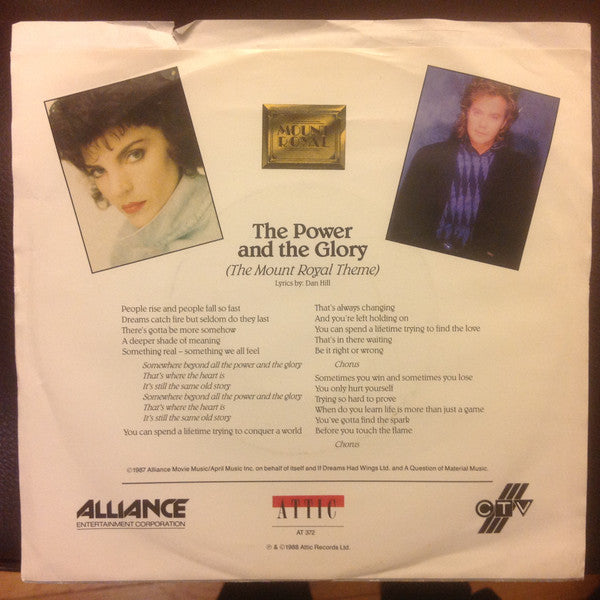 MOUNT
ROYAL
The Power
and the Glory
(The Mount Royal Theme)
Lyrics by: Dan Hill
People rise and people fall so fast
Dreams catch fire but seldom do they last
There's gotta be more somehow
A deeper shade of meaning
Something real – something we all feel
Somewhere beyond all the power and the glory
That's where the heart is
It's still the same old story
Somewhere beyond all the power and the glory
That's where the heart is
It's still the same old story
You can spend a lifetime trying to conquer a world
That's always changing
And you're left holding on
You can spend a lifetime trying to find the love
That's in there waiting
Be it right or wrong
Chorus
Sometimes you win and sometimes you lose
You only hurt yourself
Trying so hard to prove
When do you learn life is more than just a game
You've gotta find the spark
Before you touch the flame
Chorus
©1987 Alliance Movie Music/April Music Inc. on behalf of itself and If Dreams Had Wings Ltd. and A Question of Material Music.
ALLIANCE
ENTERTAINMENT CORPORATION
ATTIC
AT 372
℗ & ©1988 Attic Records Ltd.
CTV